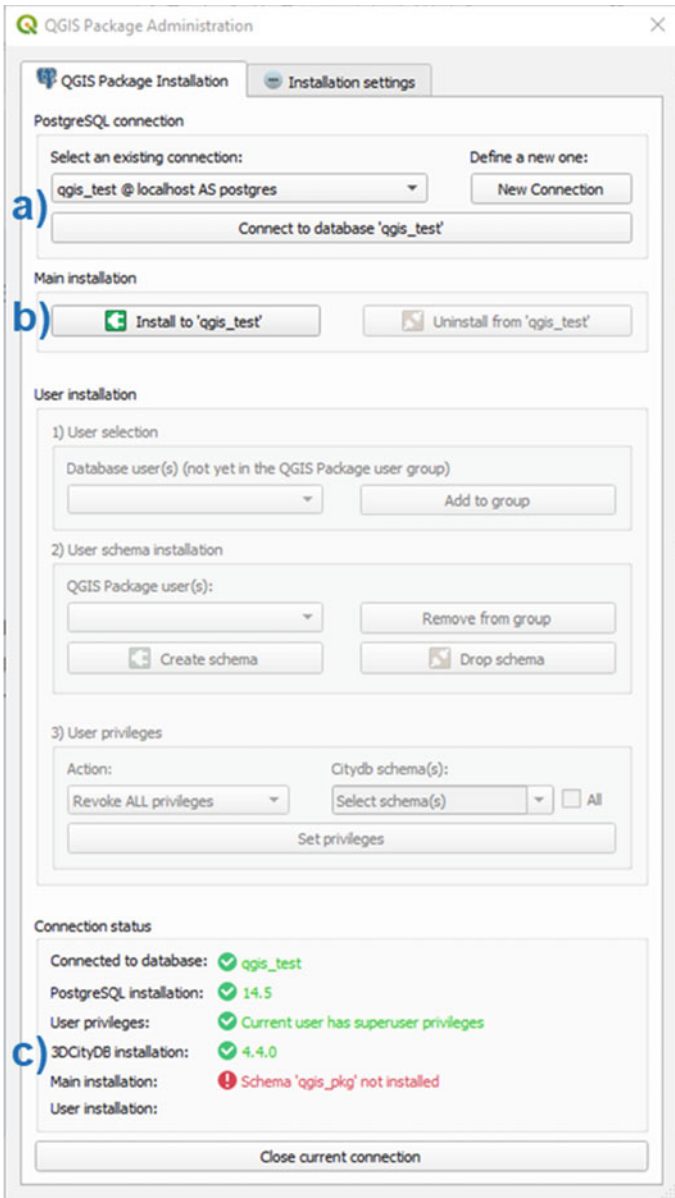 QGIS Package Administration
QGIS Package Installation
Installation settings
PostgreSQL connection
Select an existing connection:
Define a new one:
a)
qgis_test @ localhost AS postgres
New Connection
Connect to database 'qgis_test'
Main installation
b)
Install to 'qgis_test'
Uninstall from 'qgis_test'
User installation
1) User selection
Database user(s) (not yet in the QGIS Package user group)
Add to group
2) User schema installation
QGIS Package user(s):
Remove from group
Create schema
Drop schema
3) User privileges
Action:
Citydb schema(s):
Revoke ALL privileges
Select schema(s)
All
Set privileges
Connection status
Connected to database: qgis_test
PostgreSQL installation: 14.5
User privileges: Current user has superuser privileges
c)
3DCityDB installation: 4.4.0
Main installation: Schema 'qgis_pkg' not installed
User installation:
Close current connection